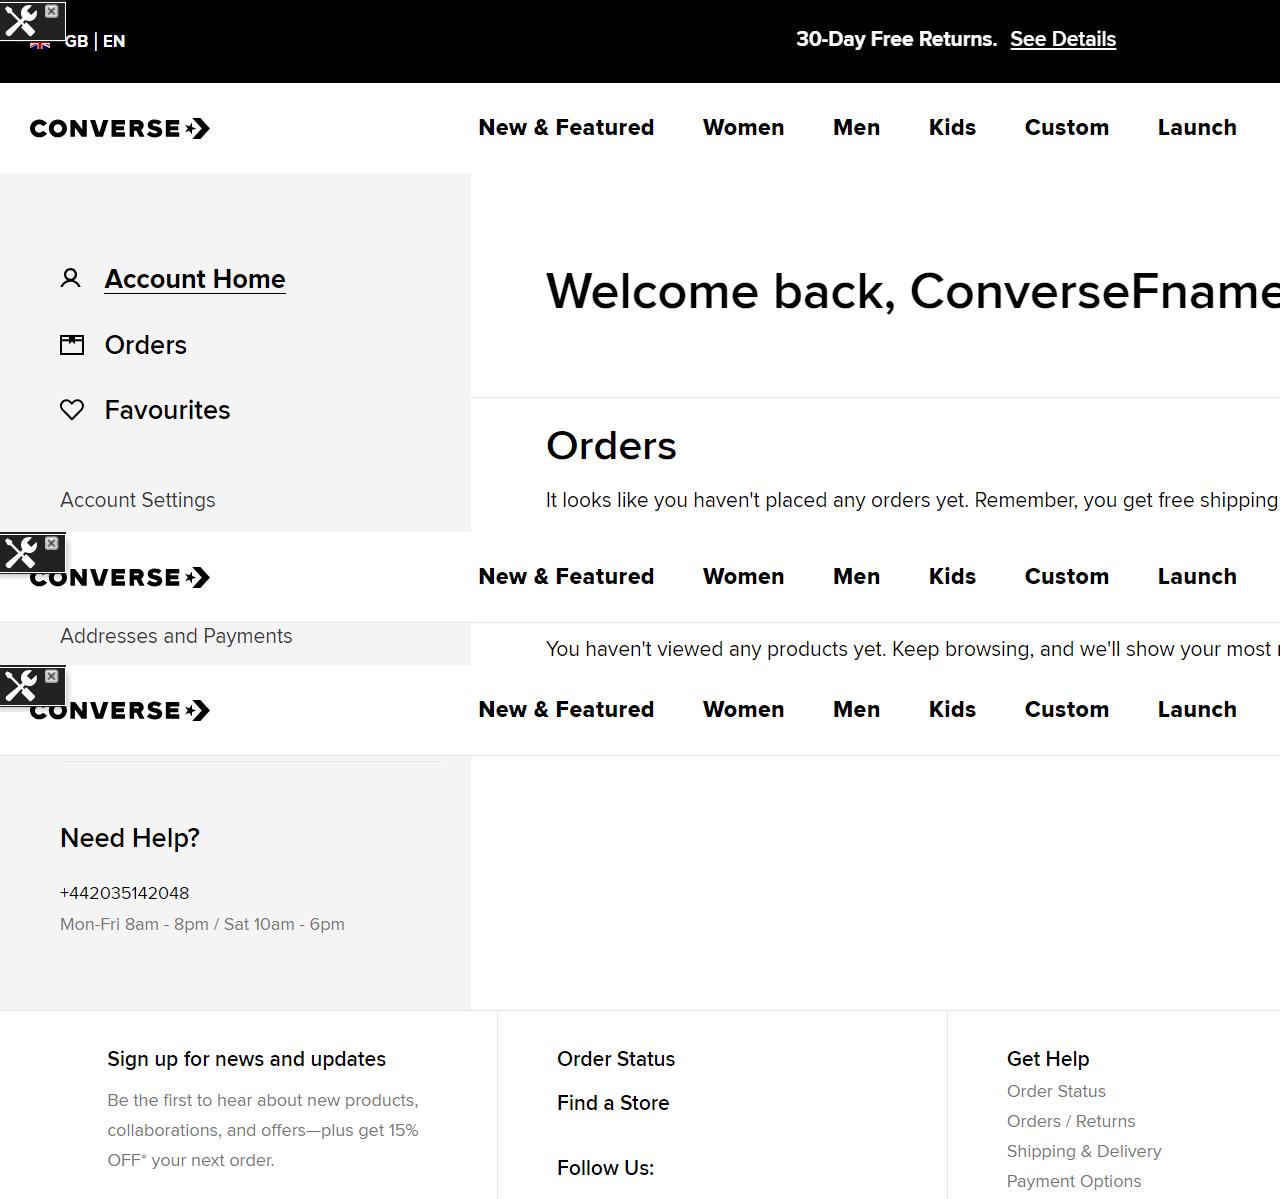 GB | EN
30-Day Free Returns. See Details
CONVERSE
New & Featured Women Men Kids Custom Launch
Account Home
Orders
Favourites
Account Settings
Welcome back, ConverseFname
Orders
It looks like you haven't placed any orders yet. Remember, you get free shipping
CONVERSE
New & Featured Women Men Kids Custom Launch
Addresses and Payments
You haven't viewed any products yet. Keep browsing, and we'll show your most
CONVERSE
New & Featured Women Men Kids Custom Launch
Need Help?
+442035142048
Mon-Fri 8am - 8pm / Sat 10am - 6pm
Sign up for news and updates
Be the first to hear about new products,
collaborations, and offers—plus get 15%
OFF* your next order.
Order Status
Find a Store
Follow Us:
Get Help
Order Status
Orders / Returns
Shipping & Delivery
Payment Options